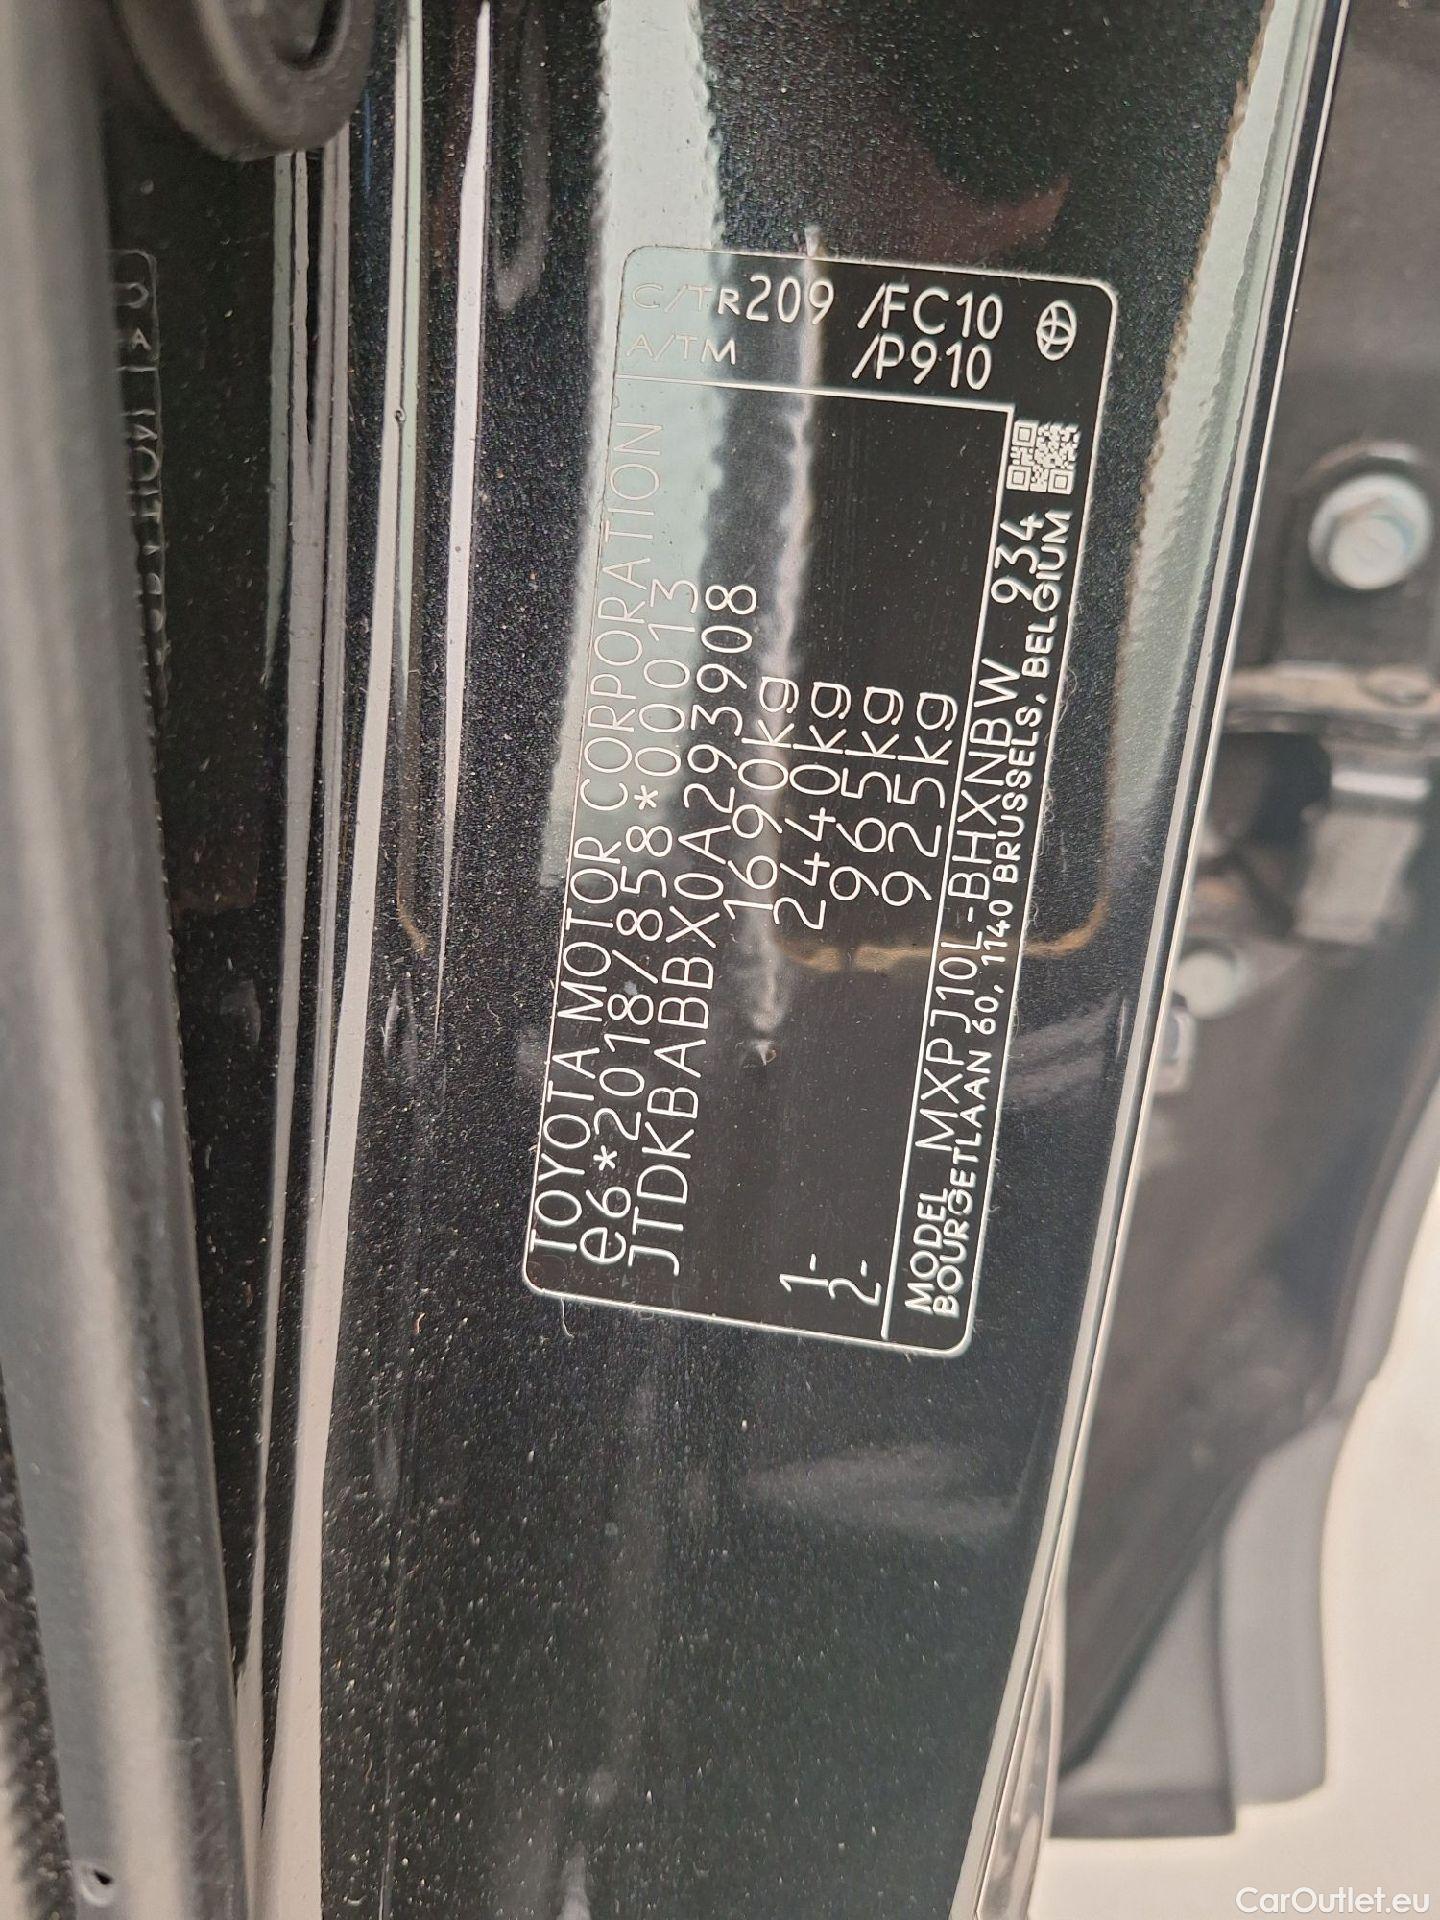 TOYOTA MOTOR CORPORATION
e6*2018/858*00013
JTDKBABBX0A293908
1690kg
2440kg
1- 965kg
2- 925kg
MODEL MXPJ10L-BHXNBW 934
BOURGETLAAN 60, 1140 BRUSSELS, BELGIUM
C/TR209 /FC10
A/TM /P910
CarOutlet.eu